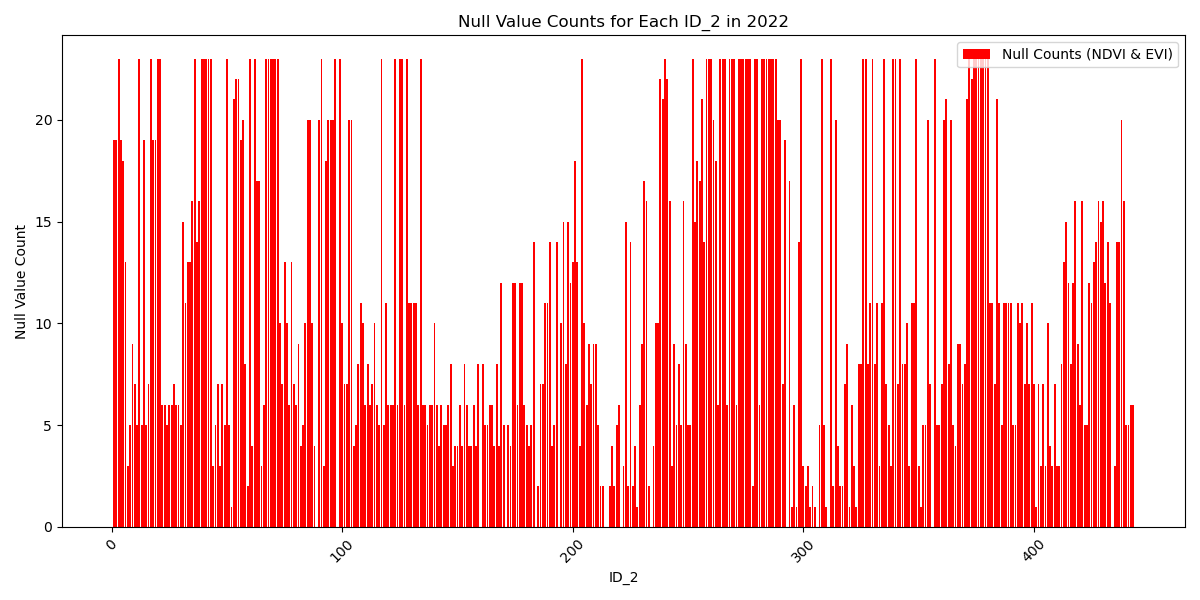 Null Value Counts for Each ID_2 in 2022
Null Counts (NDVI & EVI)
Null Value Count
20
15
10
5
0
0
100
200
300
400
ID_2